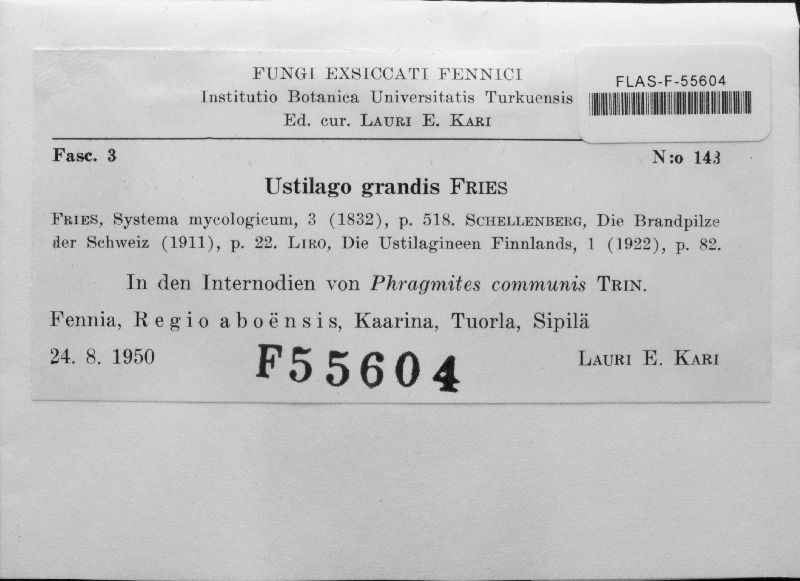 FUNGI EXSICCATI FENNICI
Institutio Botanica Universitatis Turkuensis
Ed. cur. LAURI E. KARI
FLAS-F-55604
Fasc. 3 N:o 143
Ustilago grandis FRIES
FRIES, Systema mycologicum, 3 (1832), p. 518. SCHELLENBERG, Die Brandpilze
der Schweiz (1911), p. 22. LIRO, Die Ustilagineen Finnlands, 1 (1922), p. 82.
In den Internodien von Phragmites communis TRIN.
Fennia, Regio aboënsis, Kaarina, Tuorla, Sipilä
24. 8. 1950 LAURI E. KARI
F55604